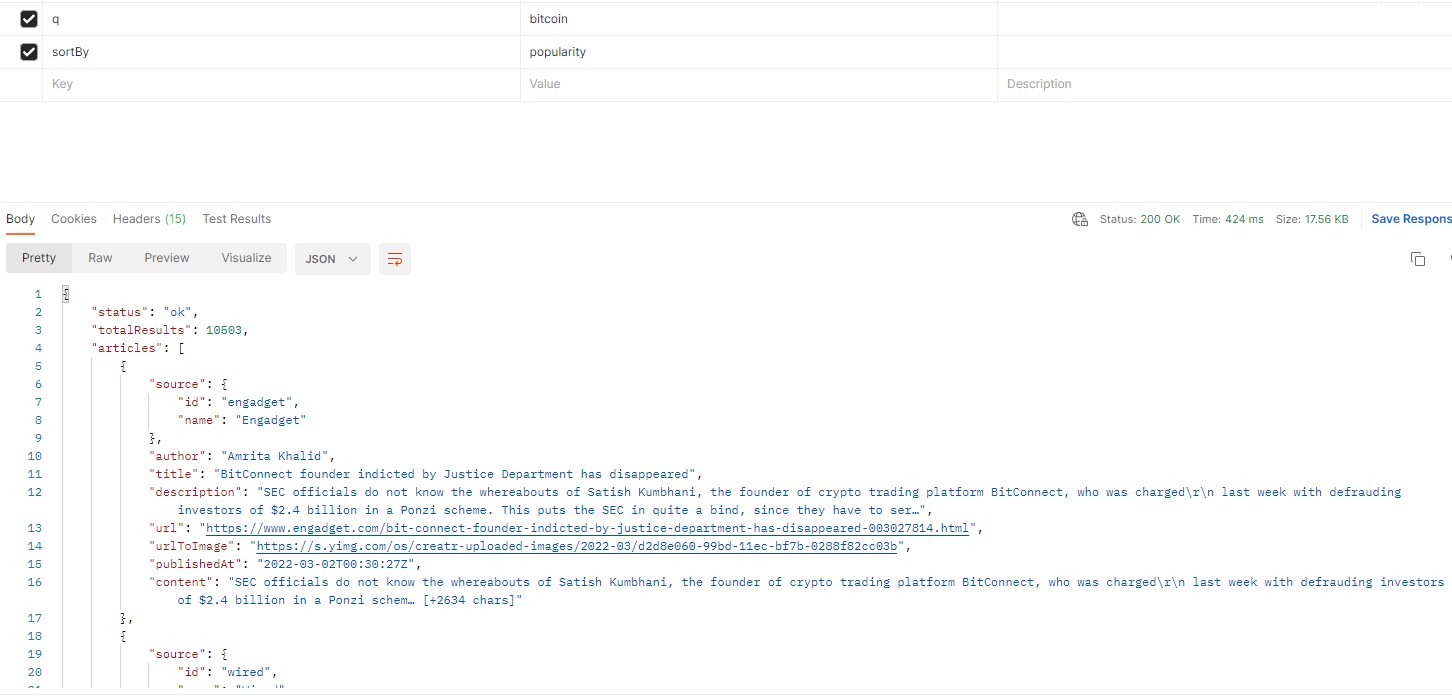 q bitcoin
sortBy popularity
Key Value Description
Body Cookies Headers (15) Test Results Status: 200 OK Time: 424 ms Size: 17.56 KB Save Respons
Pretty Raw Preview Visualize JSON
1 {
2 "status": "ok",
3 "totalResults": 10503,
4 "articles": [
5 {
6 "source": {
7 "id": "engadget",
8 "name": "Engadget"
9 },
10 "author": "Amrita Khalid",
11 "title": "BitConnect founder indicted by Justice Department has disappeared",
12 "description": "SEC officials do not know the whereabouts of Satish Kumbhani, the founder of crypto trading platform BitConnect, who was charged\r\n last week with defrauding
investors of $2.4 billion in a Ponzi scheme. This puts the SEC in quite a bind, since they have to ser…",
13 "url": "https://www.engadget.com/bit-connect-founder-indicted-by-justice-department-has-disappeared-003027814.html",
14 "urlToImage": "https://s.yimg.com/os/creatr-uploaded-images/2022-03/d2d8e060-99bd-11ec-bf7b-0288f82cc03b",
15 "publishedAt": "2022-03-02T00:30:27Z",
16 "content": "SEC officials do not know the whereabouts of Satish Kumbhani, the founder of crypto trading platform BitConnect, who was charged\r\n last week with defrauding investors
of $2.4 billion in a Ponzi schem… [+2634 chars]"
17 },
18 {
19 "source": {
20 "id": "wired",